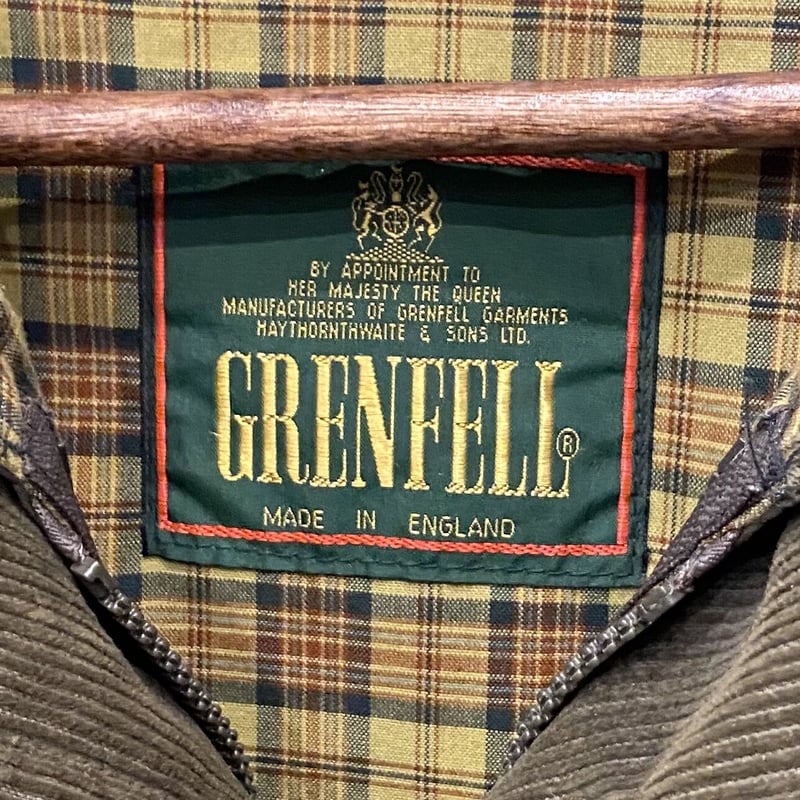 BY APPOINTMENT TO
HER MAJESTY THE QUEEN
MANUFACTURERS OF GRENFELL GARMENTS
HAYTHORNTHWAITE & SONS LTD.
GRENFELL®
MADE IN ENGLAND